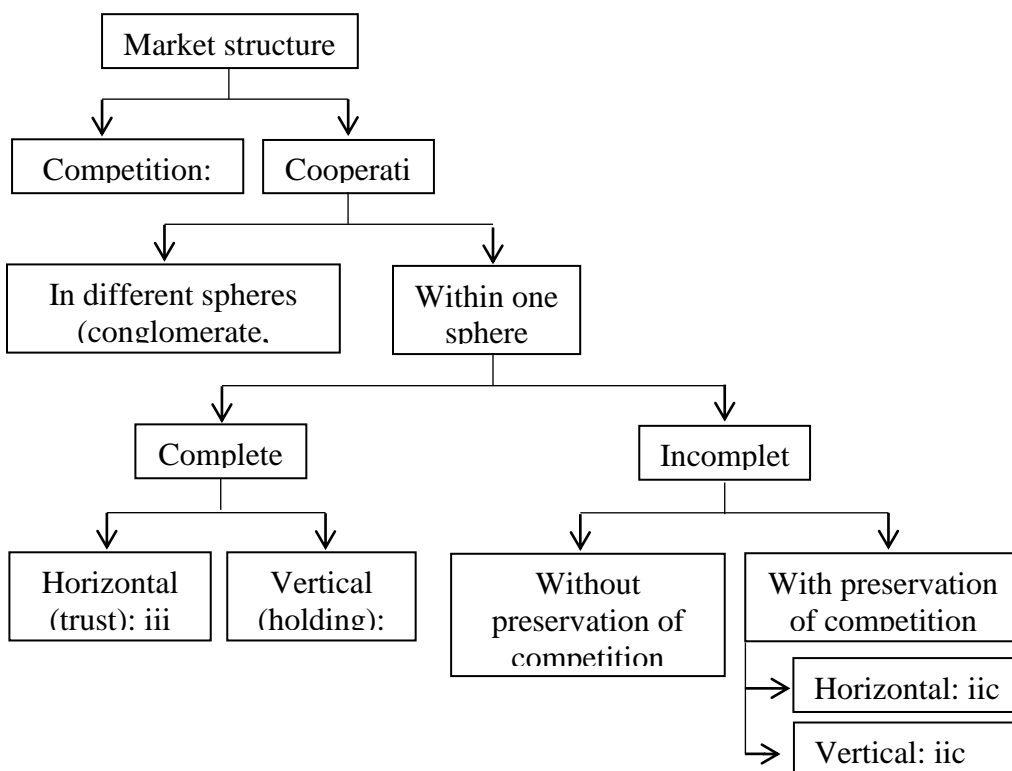 Market structure
Competition:
Cooperati
In different spheres
(conglomerate,
Within one
sphere
Complete
Incomplet
Horizontal
(trust): iii
Vertical
(holding):
Without
preservation of
competition
With preservation
of competition
Horizontal: iic
Vertical: iic